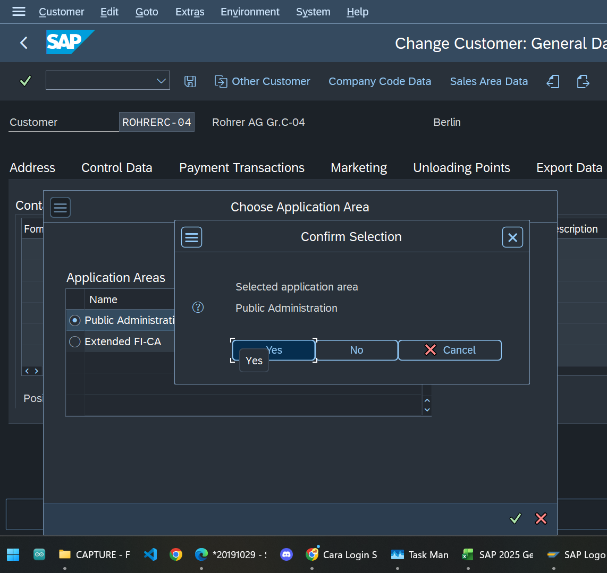 Customer Edit Goto Extras Environment System Help
SAP
Change Customer: General Da
Other Customer Company Code Data Sales Area Data
Customer ROHRERC-04 Rohrer AG Gr.C-04 Berlin
Address Control Data Payment Transactions Marketing Unloading Points Export Data
Choose Application Area
Conta
Confirm Selection
Form
scription
Application Areas
Selected application area
Name
Public Administration
Public Administrati
Extended FI-CA
Yes No Cancel
Yes
Pos
CAPTURE - F *20191029 - Cara Login S Task Man SAP 2025 Ge SAP Logo